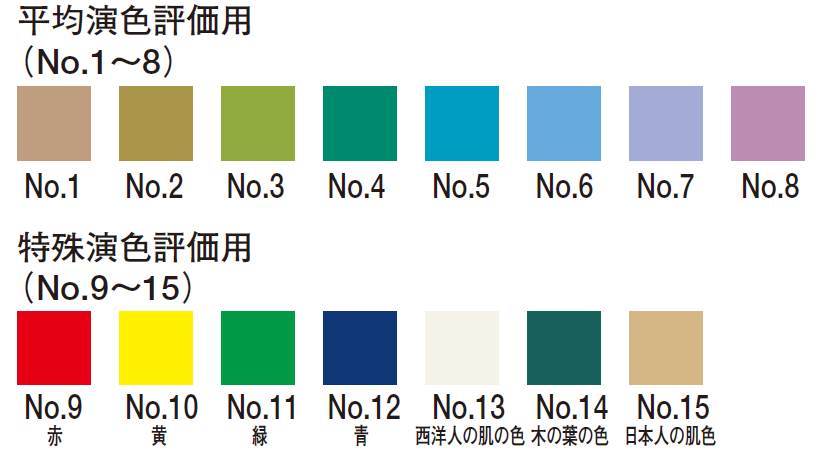 平均演色評価用
（No.1～8）
No.1 No.2 No.3 No.4 No.5 No.6 No.7 No.8
特殊演色評価用
（No.9～15）
No.9 No.10 No.11 No.12 No.13 No.14 No.15
赤 黄 緑 青 西洋人の肌の色 木の葉の色 日本人の肌色